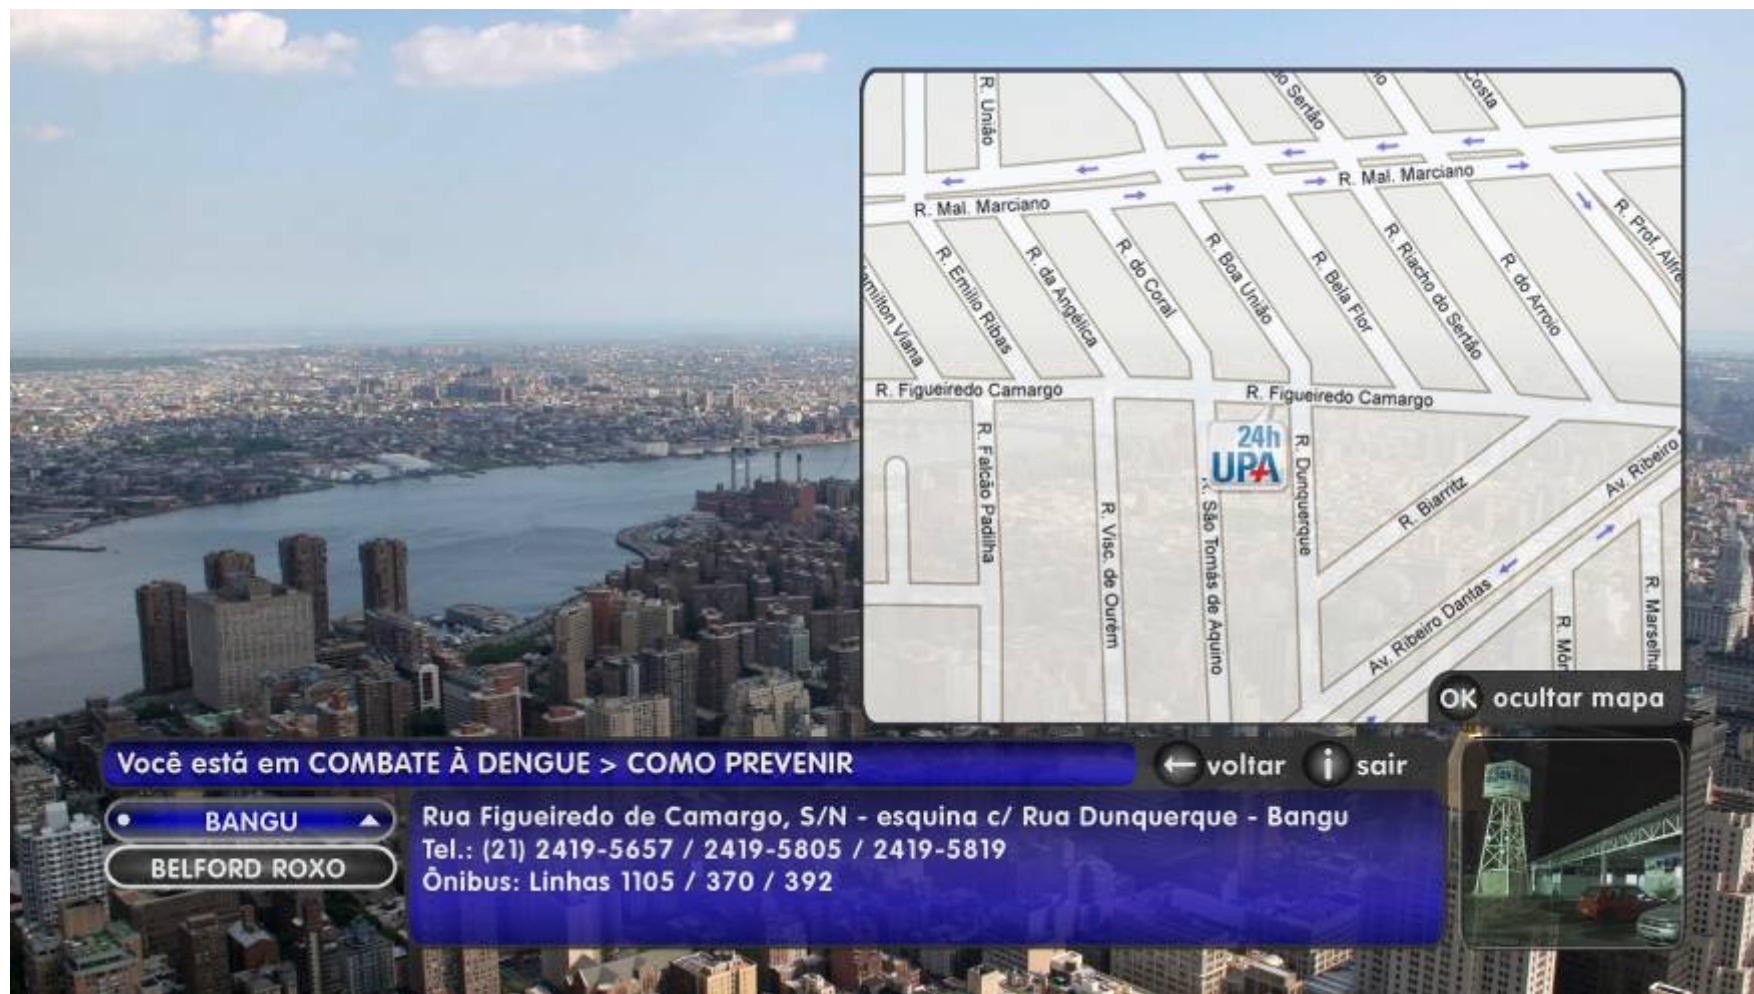 R. União
do Sertão
Costa
R. Mal. Marciano
R. Mal. Marciano
R. Prof. Alfre
R. Emílio Ribas
R. da Angélica
R. do Coral
R. Boa União
R. Bela Flor
R. Riacho do Sertão
R. do Arroio
amilton Viana
R. Figueiredo Camargo
R. Figueiredo Camargo
24h
UPA
R. Falcão Padilha
R. Visc. de Ourém
R. São Tomás de Aquino
R. Dunquerque
R. Biarritz
Av. Ribeiro
Av. Ribeiro Dantas
R. Môn
R. Marselha
OK ocultar mapa
Você está em COMBATE À DENGUE > COMO PREVENIR
voltar
i sair
BANGU
BELFORD ROXO
Rua Figueiredo de Camargo, S/N - esquina c/ Rua Dunquerque - Bangu
Tel.: (21) 2419-5657 / 2419-5805 / 2419-5819
Ônibus: Linhas 1105 / 370 / 392